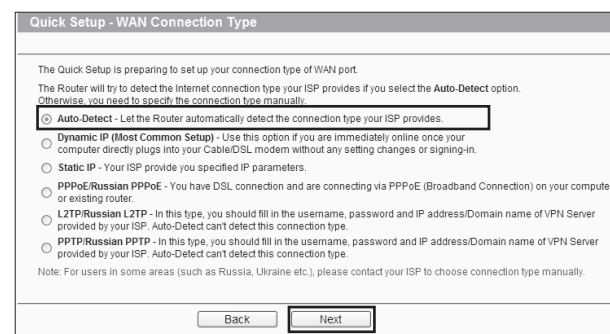 Quick Setup - WAN Connection Type
The Quick Setup is preparing to set up your connection type of WAN port.
The Router will try to detect the Internet connection type your ISP provides if you select the Auto-Detect option.
Otherwise, you need to specify the connection type manually.
Auto-Detect - Let the Router automatically detect the connection type your ISP provides.
Dynamic IP (Most Common Setup) - Use this option if you are immediately online once your
computer directly plugs into your Cable/DSL modem without any setting changes or signing-in.
Static IP - Your ISP provide you specified IP parameters.
PPPoE/Russian PPPoE - You have DSL connection and are connecting via PPPoE (Broadband Connection) on your compute
or existing router.
L2TP/Russian L2TP - In this type, you should fill in the username, password and IP address/Domain name of VPN Server
provided by your ISP. Auto-Detect can't detect this connection type.
PPTP/Russian PPTP - In this type, you should fill in the username, password and IP address/Domain name of VPN Server
provided by your ISP. Auto-Detect can't detect this connection type.
Note: For users in some areas (such as Russia, Ukraine etc.), please contact your ISP to choose connection type manually.
Back Next